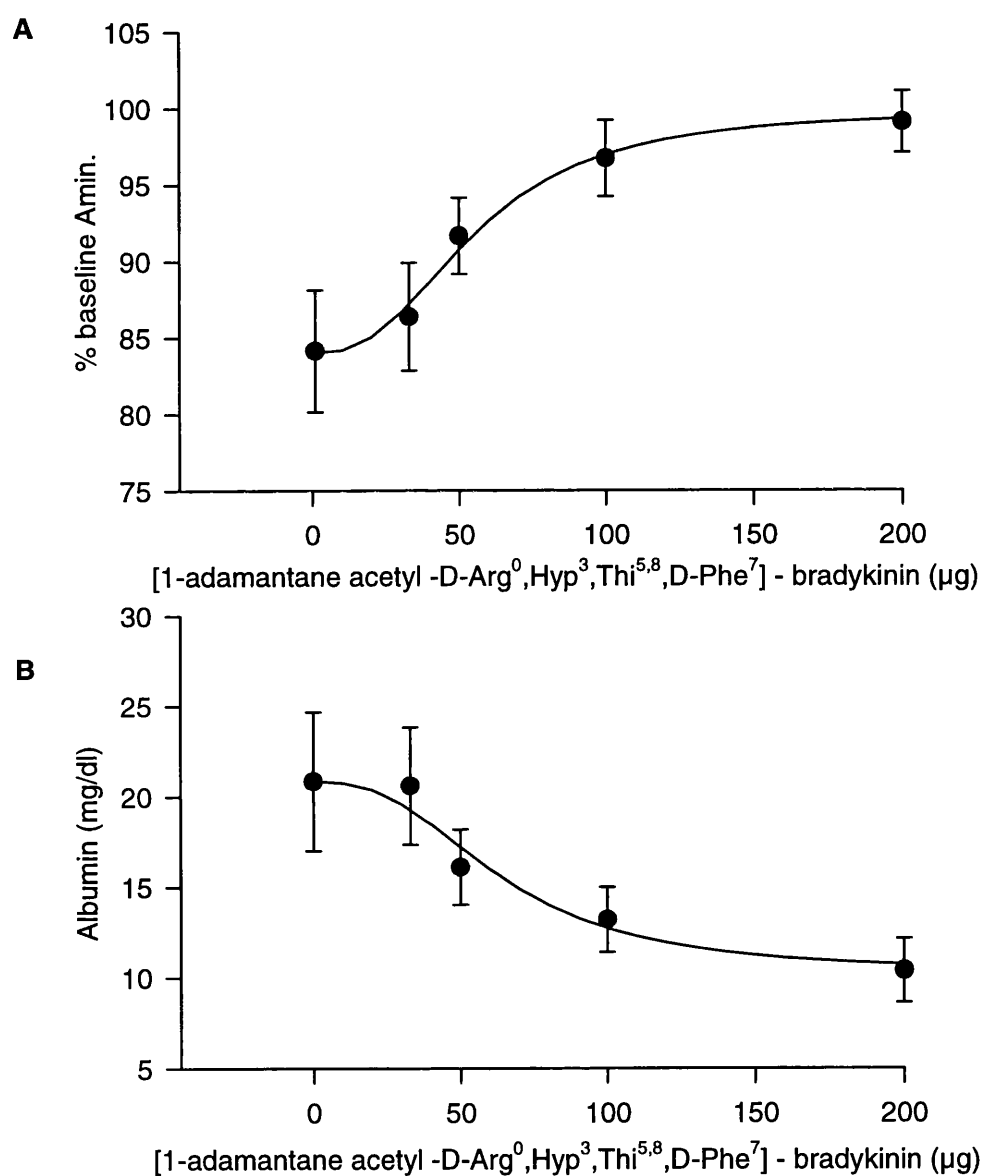 A
105
100
95
90
85
80
75
% baseline Amin.
0 50 100 150 200
[1-adamantane acetyl -D-Arg⁰,Hyp³,Thi⁵,⁸,D-Phe⁷] - bradykinin (µg)
B
30
25
20
15
10
5
Albumin (mg/dl)
0 50 100 150 200
[1-adamantane acetyl -D-Arg⁰,Hyp³,Thi⁵,⁸,D-Phe⁷] - bradykinin (µg)